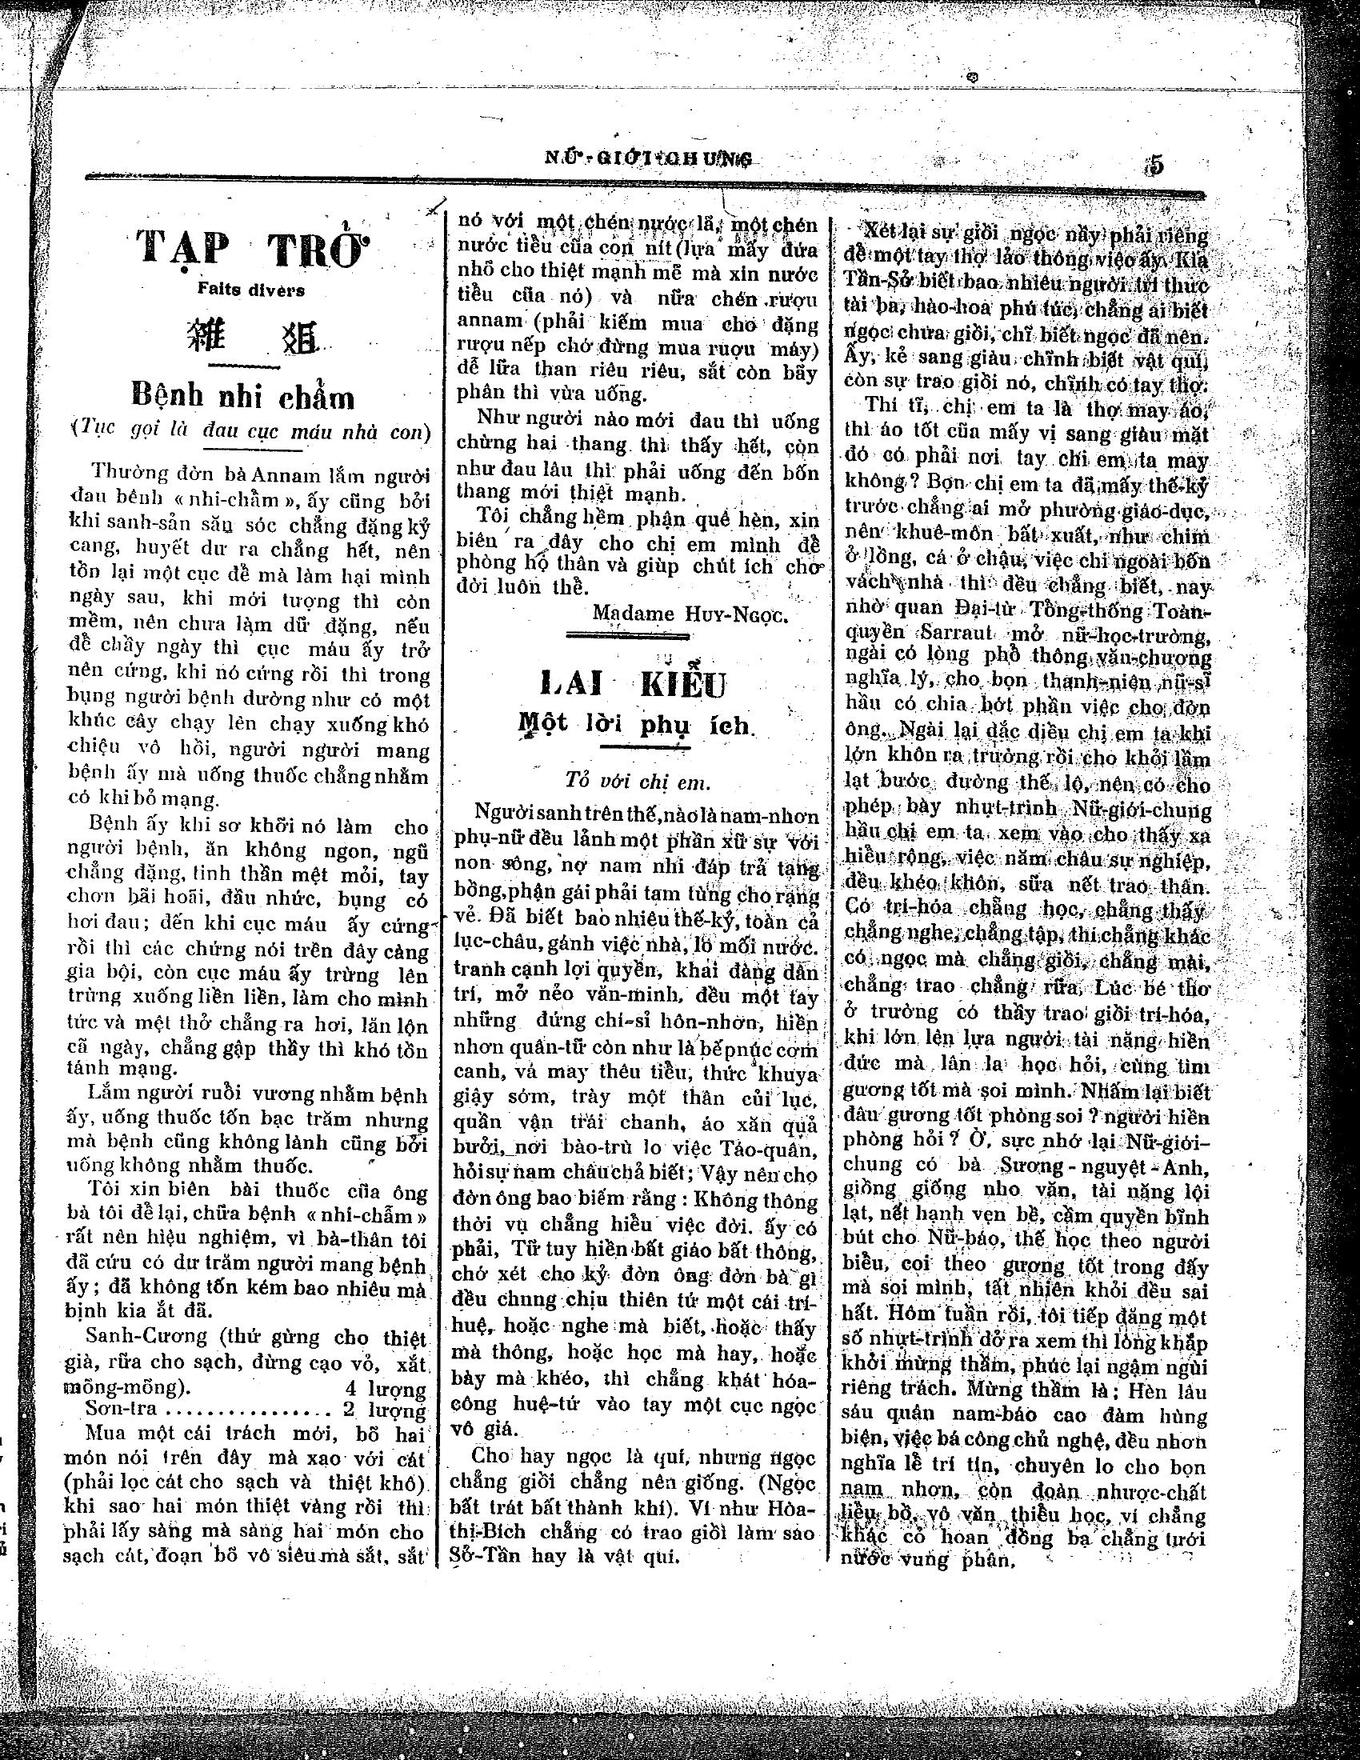 NỮ-GIỚI-CHUNG
5
TẠP TRỞ
Faits divers
雜 俎
Bệnh nhi chẩm
(Tục gọi là đau cục máu nhà con)
Thường đờn bà Annam lắm người
đau bệnh « nhi-chẩm », ấy cũng bởi
khi sanh-sản său sóc chẳng đặng kỷ
cang, huyết dư ra chẳng hết, nên
tồn lại một cục để mà làm hại mình
ngày sau, khi mới tượng thì còn
mềm, nên chưa làm dữ đặng, nếu
để chầy ngày thì cục máu ấy trở
nên cứng, khi nó cứng rồi thì trong
bụng người bệnh dường như có một
khúc cây chạy lên chạy xuống khó
chiệu vô hồi, người người mang
bệnh ấy mà uống thuốc chẳng nhằm
có khi bỏ mạng.
Bệnh ấy khi sơ khỡi nó làm cho
người bệnh, ăn không ngon, ngũ
chẳng đặng, tinh thần mệt mỏi, tay
chơn bãi hoãi, đầu nhức, bụng có
hơi đau; đến khi cục máu ấy cứng
rồi thì các chứng nói trên đây càng
gia bội, còn cục máu ấy trừng lên
trừng xuống liền liền, làm cho mình
tức và mệt thở chẳng ra hơi, lăn lộn
cã ngày, chẳng gập thầy thì khó tồn
tánh mạng.
Lắm người ruỗi vương nhằm bệnh
ấy, uống thuốc tốn bạc trăm nhưng
mà bệnh cũng không lành cũng bởi
uống không nhằm thuốc.
Tôi xin biên bài thuốc của ông
bà tôi để lại, chữa bệnh « nhi-chẩm »
rất nên hiệu nghiệm, vì bà-thân tôi
đã cứu có dư trăm người mang bệnh
ấy; đã không tốn kém bao nhiêu mà
bịnh kia ắt đã.
Sanh-Cương (thứ gừng cho thiệt
già, rửa cho sạch, đừng cạo vỏ, xắt
mỏng-mỏng). 4 lượng
Sơn-tra ............... 2 lượng
Mua một cái trách mới, bỏ hai
món nói trên đây mà xạo với cát
(phải lọc cát cho sạch và thiệt khô)
khi sao hai món thiệt vàng rồi thì
phải lấy sàng mà sàng hai món cho
sạch cát, đoạn bỏ vô siêu mà sắt, sắt
nó với một chén nước lã, một chén
nước tiểu của con nít (lựa mấy đứa
nhỏ cho thiệt mạnh mẽ mà xin nước
tiểu của nó) và nữa chén rượu
annam (phải kiếm mua cho đặng
rượu nếp chớ đừng mua rượu máy)
để lữa than riêu riêu, sắt còn bảy
phân thì vừa uống.
Như người nào mới đau thì uống
chừng hai thang thì thấy hết, còn
như đau lâu thì phải uống đến bốn
thang mới thiệt mạnh.
Tôi chẳng hềm phận quê hèn, xin
biên ra đây cho chị em mình để
phòng hộ thân và giúp chút ích cho
đời luôn thể.
Madame HUY-NGỌC.
LAI KIỂU
Một lời phụ ích.
Tỏ với chị em.
Người sanh trên thế, nào là nam-nhơn
phụ-nữ đều lảnh một phần xữ sự với
non sông, nợ nam nhi đáp trả tạng
bồng, phận gái phải tam tùng cho rạng
vẻ. Đã biết bao nhiêu thế-kỷ, toàn cả
lục-châu, gánh việc nhà, lo mối nước.
tranh cạnh lợi quyền, khai đàng dân
trí, mở nẻo văn-minh, đều một tay
những đứng chí-sĩ hôn-nhơn, hiền
nhơn quân-tử còn như là bếp núc cơm
canh, vá may thêu tiểu, thức khuya
giậy sớm, trày một thân củi lục,
quần vận trái chanh, áo xăn quả
bưởi, nơi bào-trù lo việc Táo-quân,
hỏi sự nam châu chả biết; Vậy nên cho
đờn ông bao biếm rằng : Không thông
thời vụ chẳng hiểu việc đời. ấy có
phải, Tữ tuy hiền bất giáo bất thông,
chớ xét cho kỷ đờn ông đờn bà gì
đều chung chịu thiên tứ một cái trí-
huệ, hoặc nghe mà biết, hoặc thấy
mà thông, hoặc học mà hay, hoặc
bày mà khéo, thì chẳng khát hóa-
công huệ-tứ vào tay một cục ngọc
vô giá.
Cho hay ngọc là quí, nhưng ngọc
chẳng giồi chẳng nên giống. (Ngọc
bất trát bất thành khí). Ví như Hòa-
thị-Bích chẳng có trao giồi làm sao
Sở-Tần hay là vật quí.
Xét lại sự giồi ngọc nầy phải riêng
để một tay thợ lão thông việc ấy. Kia
Tần-Sở biết bao nhiêu người trí thức
tài ba, hào-hoa phú túc, chẳng ai biết
ngọc chưa giồi, chỉ biết ngọc đã nên.
Ấy, kẻ sang giàu chỉnh biết vật quí,
còn sự trao giồi nó, chỉnh có tay thợ.
Thí tĩ, chị em ta là thợ may áo,
thì áo tốt của mấy vị sang giàu mặt
đó có phải nơi tay chị em ta may
không ? Bọn chị em ta đã mấy thế-kỷ
trước chẳng ai mở phường giáo-dục,
nên khuê-môn bất xuất, như chim
ở lồng, cá ở chậu, việc chi ngoài bốn
vách nhà thì đều chẳng biết, nay
nhờ quan Đại-từ Tổng-thống Toàn-
quyền Sarraut mở nữ-học-trường,
ngài có lòng phổ thông văn-chương
nghĩa lý, cho bọn thanh-niên nữ-sĩ
hầu có chia bớt phần việc cho đờn
ông. Ngài lại dắc dìu chị em ta khi
lớn khôn ra trường rồi cho khỏi lầm
lạt bước đường thế lộ, nên có cho
phép bày nhựt-trình Nữ-giới-chung
hầu chị em ta xem vào cho thấy xa
hiểu rộng, việc năm châu sự nghiệp,
đều khéo khôn, sữa nết trao thân.
Có trí-hóa chẳng học, chẳng thấy
chẳng nghe, chẳng tập, thì chẳng khác
có ngọc mà chẳng giồi, chẳng mài,
chẳng trao chẳng rữa, Lúc bé thơ
ở trường có thầy trao giồi trí-hóa,
khi lớn lên lựa người tài năng hiền
đức mà lân la học hỏi, cùng tìm
gương tốt mà soi mình. Nhắm lại biết
đâu gương tốt phòng soi ? người hiền
phòng hỏi ? Ờ, sực nhớ lại Nữ-giới-
chung có bà Sương-nguyệt-Anh,
giồng giống nho văn, tài năng lội
lạt, nết hạnh vẹn bề, cầm quyền bĩnh
bút cho Nữ-báo, thế học theo người
biểu, coi theo gương tốt trong đấy
mà soi mình, tất nhiên khỏi đều sai
hất. Hôm tuần rồi, tôi tiếp đặng một
số nhựt-trình dở ra xem thì lòng khắp
khởi mừng thầm, phúc lại ngậm ngùi
riêng trách. Mừng thầm là; Hèn lâu
sáu quận nam-báo cao đàm hùng
biện, việc bá công chủ nghệ, đều nhơn
nghĩa lễ trí tín, chuyên lo cho bọn
nam nhơn, còn đoàn nhược-chất
liễu bồ, vô văn thiểu học, ví chẳng
khác cỏ hoan đồng bạ chẳng tưới
nước vung phân.